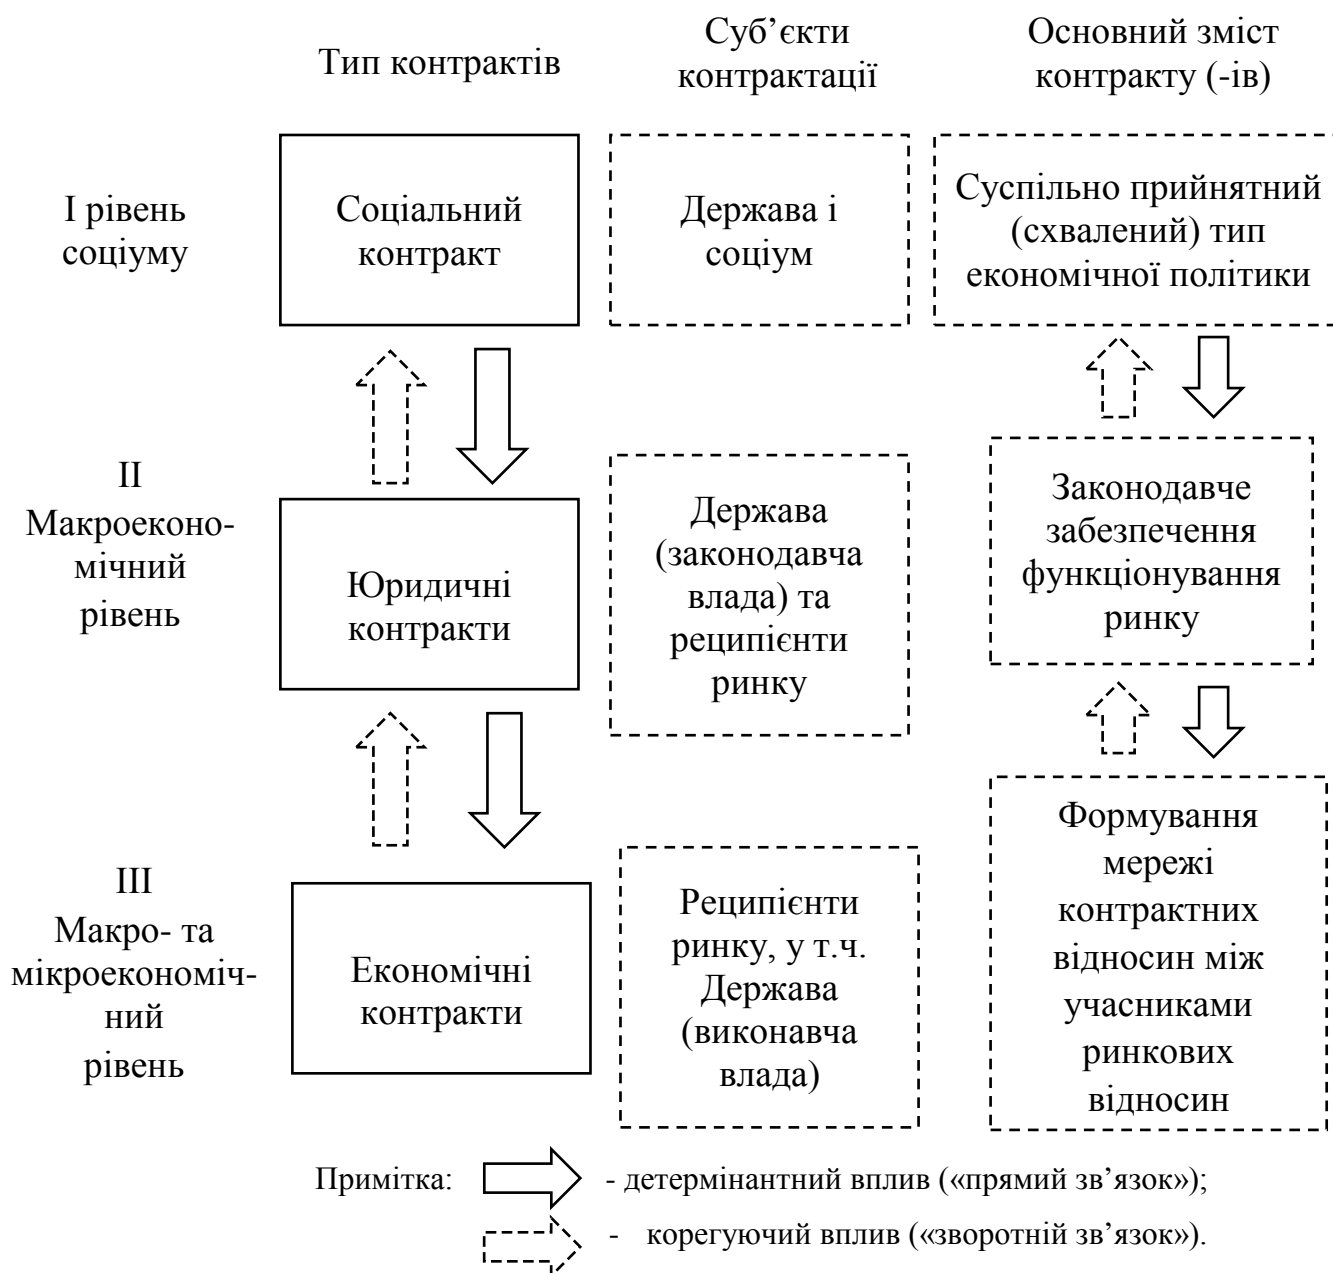 Тип контрактів
Суб’єкти
контрактації
Основний зміст
контракту (-ів)
І рівень
соціуму
Соціальний
контракт
Держава і
соціум
Суспільно прийнятний
(схвалений) тип
економічної політики
ІІ
Макроеконо-
мічний
рівень
Юридичні
контракти
Держава
(законодавча
влада) та
реципієнти
ринку
Законодавче
забезпечення
функціонування
ринку
ІІІ
Макро- та
мікроекономіч-
ний
рівень
Економічні
контракти
Реципієнти
ринку, у т.ч.
Держава
(виконавча
влада)
Формування
мережі
контрактних
відносин між
учасниками
ринкових
відносин
Примітка:
- детермінантний вплив («прямий зв’язок»);
- корегуючий вплив («зворотній зв’язок»).